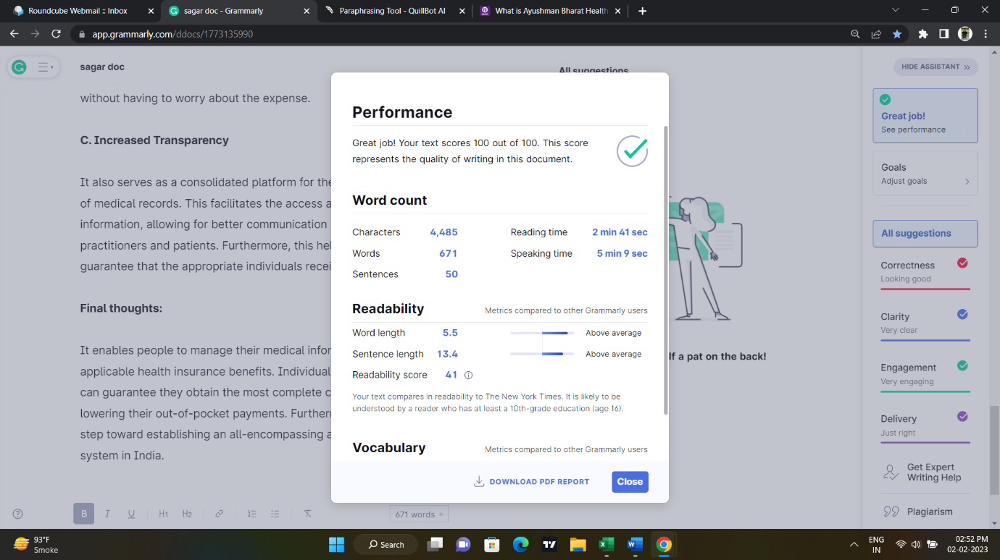 Roundcube Webmail :: Inbox
sagar doc - Grammarly
Paraphrasing Tool - QuillBot AI
What is Ayushman Bharat Health
app.grammarly.com/ddocs/1773135990
sagar doc
All suggestions
HIDE ASSISTANT
without having to worry about the expense.
C. Increased Transparency
It also serves as a consolidated platform for the
of medical records. This facilitates the access a
information, allowing for better communication
practitioners and patients. Furthermore, this hel
guarantee that the appropriate individuals recei
Final thoughts:
It enables people to manage their medical infor
applicable health insurance benefits. Individual
can guarantee they obtain the most complete c
lowering their out-of-pocket payments. Further
step toward establishing an all-encompassing a
system in India.
Performance
Great job! Your text scores 100 out of 100. This score
represents the quality of writing in this document.
Word count
Characters 4,485 Reading time 2 min 41 sec
Words 671 Speaking time 5 min 9 sec
Sentences 50
Readability Metrics compared to other Grammarly users
Word length 5.5 Above average
Sentence length 13.4 Above average
Readability score 41
Your text compares in readability to The New York Times. It is likely to be
understood by a reader who has at least a 10th-grade education (age 16).
Vocabulary Metrics compared to other Grammarly users
DOWNLOAD PDF REPORT Close
lf a pat on the back!
Great job!
See performance
Goals
Adjust goals
All suggestions
Correctness
Looking good
Clarity
Very clear
Engagement
Very engaging
Delivery
Just right
Get Expert
Writing Help
Plagiarism
B I U H1 H2
671 words
93°F
Smoke
Search
ENG
IN
02:52 PM
02-02-2023